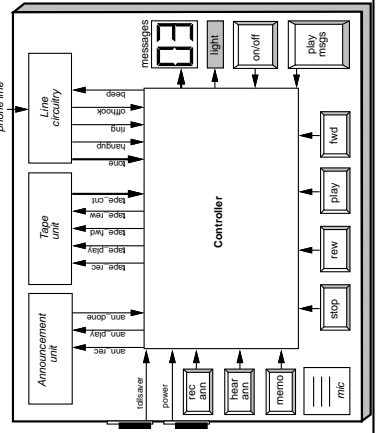 phone line
messages
light
on/off
play
msgs
Line
circuitry
beep
offhook
ring
hangup
tone
Tape
unit
tape_cnt
tape_rew
tape_fwd
tape_play
tape_rec
Announcement
unit
ann_done
ann_play
ann_rec
Controller
fwd
play
rew
stop
tollsaver
power
rec
ann
hear
ann
memo
mic